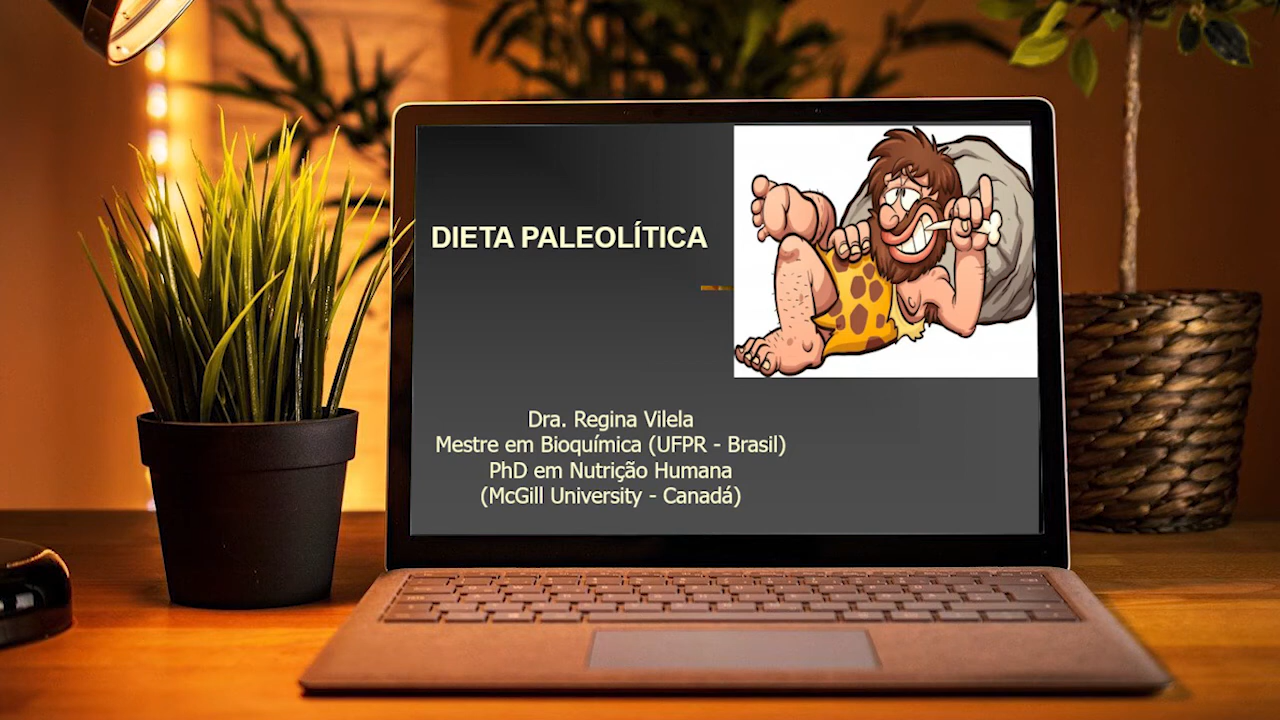 DIETA PALEOLÍTICA
Dra. Regina Vilela
Mestre em Bioquímica (UFPR - Brasil)
PhD em Nutrição Humana
(McGill University - Canadá)